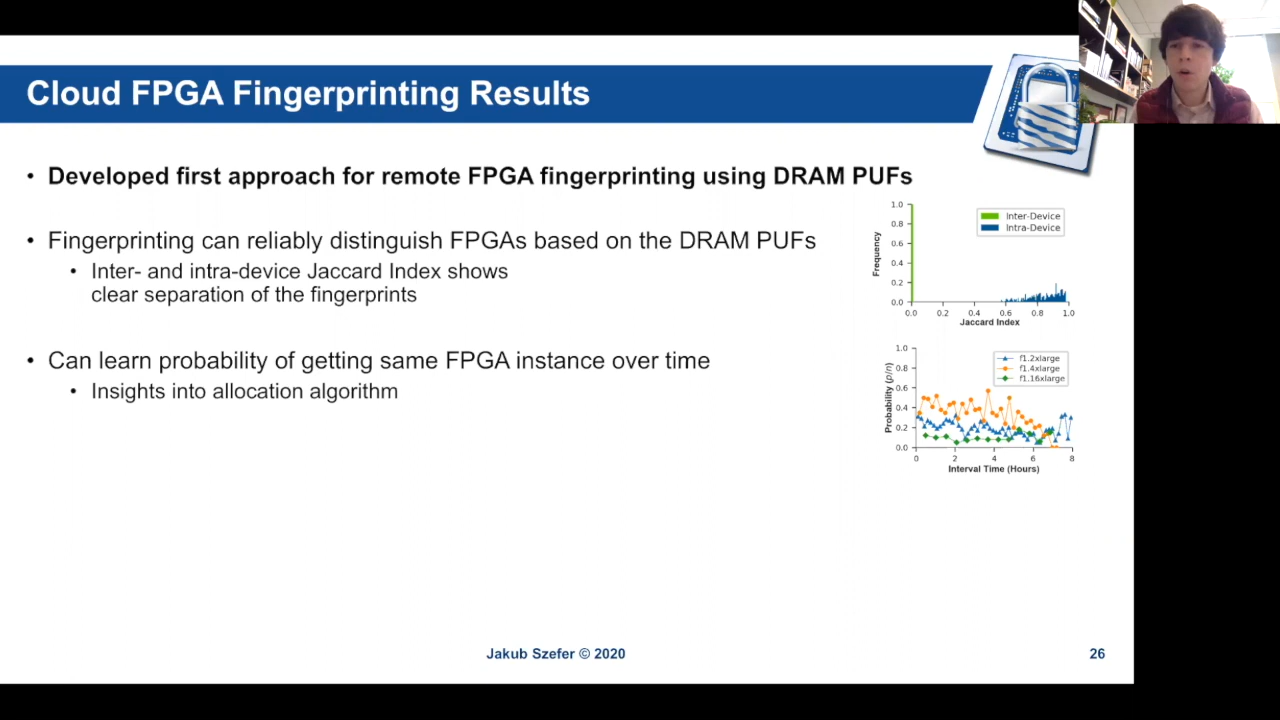 Cloud FPGA Fingerprinting Results
• Developed first approach for remote FPGA fingerprinting using DRAM PUFs
• Fingerprinting can reliably distinguish FPGAs based on the DRAM PUFs
• Inter- and intra-device Jaccard Index shows
clear separation of the fingerprints
• Can learn probability of getting same FPGA instance over time
• Insights into allocation algorithm
1.0
0.8
0.6
0.4
0.2
0.0
Frequency
Inter-Device
Intra-Device
0.0 0.2 0.4 0.6 0.8 1.0
Jaccard Index
1.0
0.8
0.6
0.4
0.2
0.0
Probability (p/n)
f1.2xlarge
f1.4xlarge
f1.16xlarge
0 2 4 6 8
Interval Time (Hours)
Jakub Szefer © 2020
26